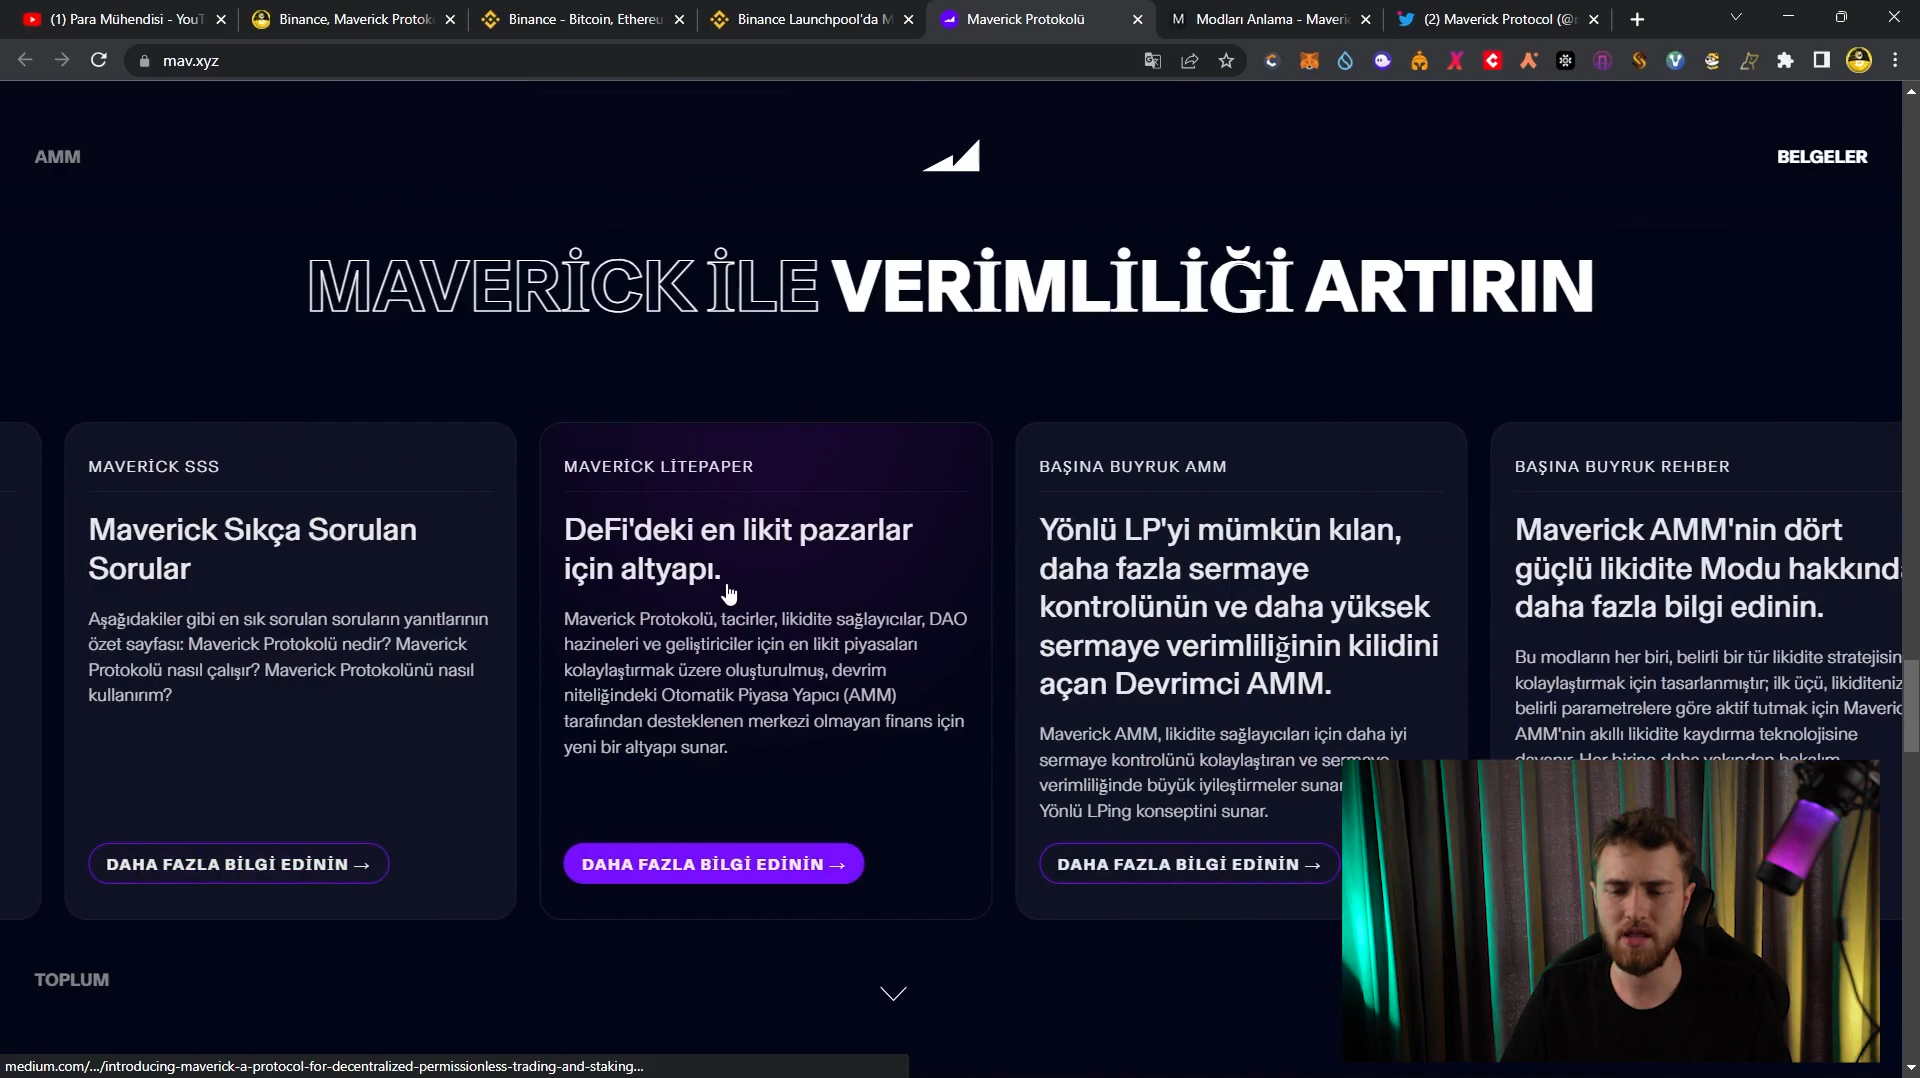 (1) Para Mühendisi - YouT
Binance, Maverick Protok
Binance - Bitcoin, Ethereu
Binance Launchpool'da M
Maverick Protokolü
Modları Anlama - Maveric
(2) Maverick Protocol (@
mav.xyz
AMM
BELGELER
MAVERİCK İLE VERİMLİLİĞİ ARTIRIN
MAVERİCK SSS
Maverick Sıkça Sorulan
Sorular
Aşağıdakiler gibi en sık sorulan soruların yanıtlarının
özet sayfası: Maverick Protokolü nedir? Maverick
Protokolü nasıl çalışır? Maverick Protokolünü nasıl
kullanırım?
DAHA FAZLA BİLGİ EDİNİN →
MAVERİCK LİTEPAPER
DeFi'deki en likit pazarlar
için altyapı.
Maverick Protokolü, tacirler, likidite sağlayıcılar, DAO
hazineleri ve geliştiriciler için en likit piyasaları
kolaylaştırmak üzere oluşturulmuş, devrim
niteliğindeki Otomatik Piyasa Yapıcı (AMM)
tarafından desteklenen merkezi olmayan finans için
yeni bir altyapı sunar.
DAHA FAZLA BİLGİ EDİNİN →
BAŞINA BUYRUK AMM
Yönlü LP'yi mümkün kılan,
daha fazla sermaye
kontrolünün ve daha yüksek
sermaye verimliliğinin kilidini
açan Devrimci AMM.
Maverick AMM, likidite sağlayıcıları için daha iyi
sermaye kontrolünü kolaylaştıran ve sermaye
verimliliğinde büyük iyileştirmeler sunar
Yönlü LPing konseptini sunar.
DAHA FAZLA BİLGİ EDİNİN →
BAŞINA BUYRUK REHBER
Maverick AMM'nin dört
güçlü likidite Modu hakkında
daha fazla bilgi edinin.
Bu modların her biri, belirli bir tür likidite stratejisin
kolaylaştırmak için tasarlanmıştır; ilk üçü, likiditeniz
belirli parametrelere göre aktif tutmak için Maveric
AMM'nin akıllı likidite kaydırma teknolojisine
dayanır. Her birine daha yakından bakalım.
TOPLUM
medium.com/.../introducing-maverick-a-protocol-for-decentralized-permissionless-trading-and-staking...